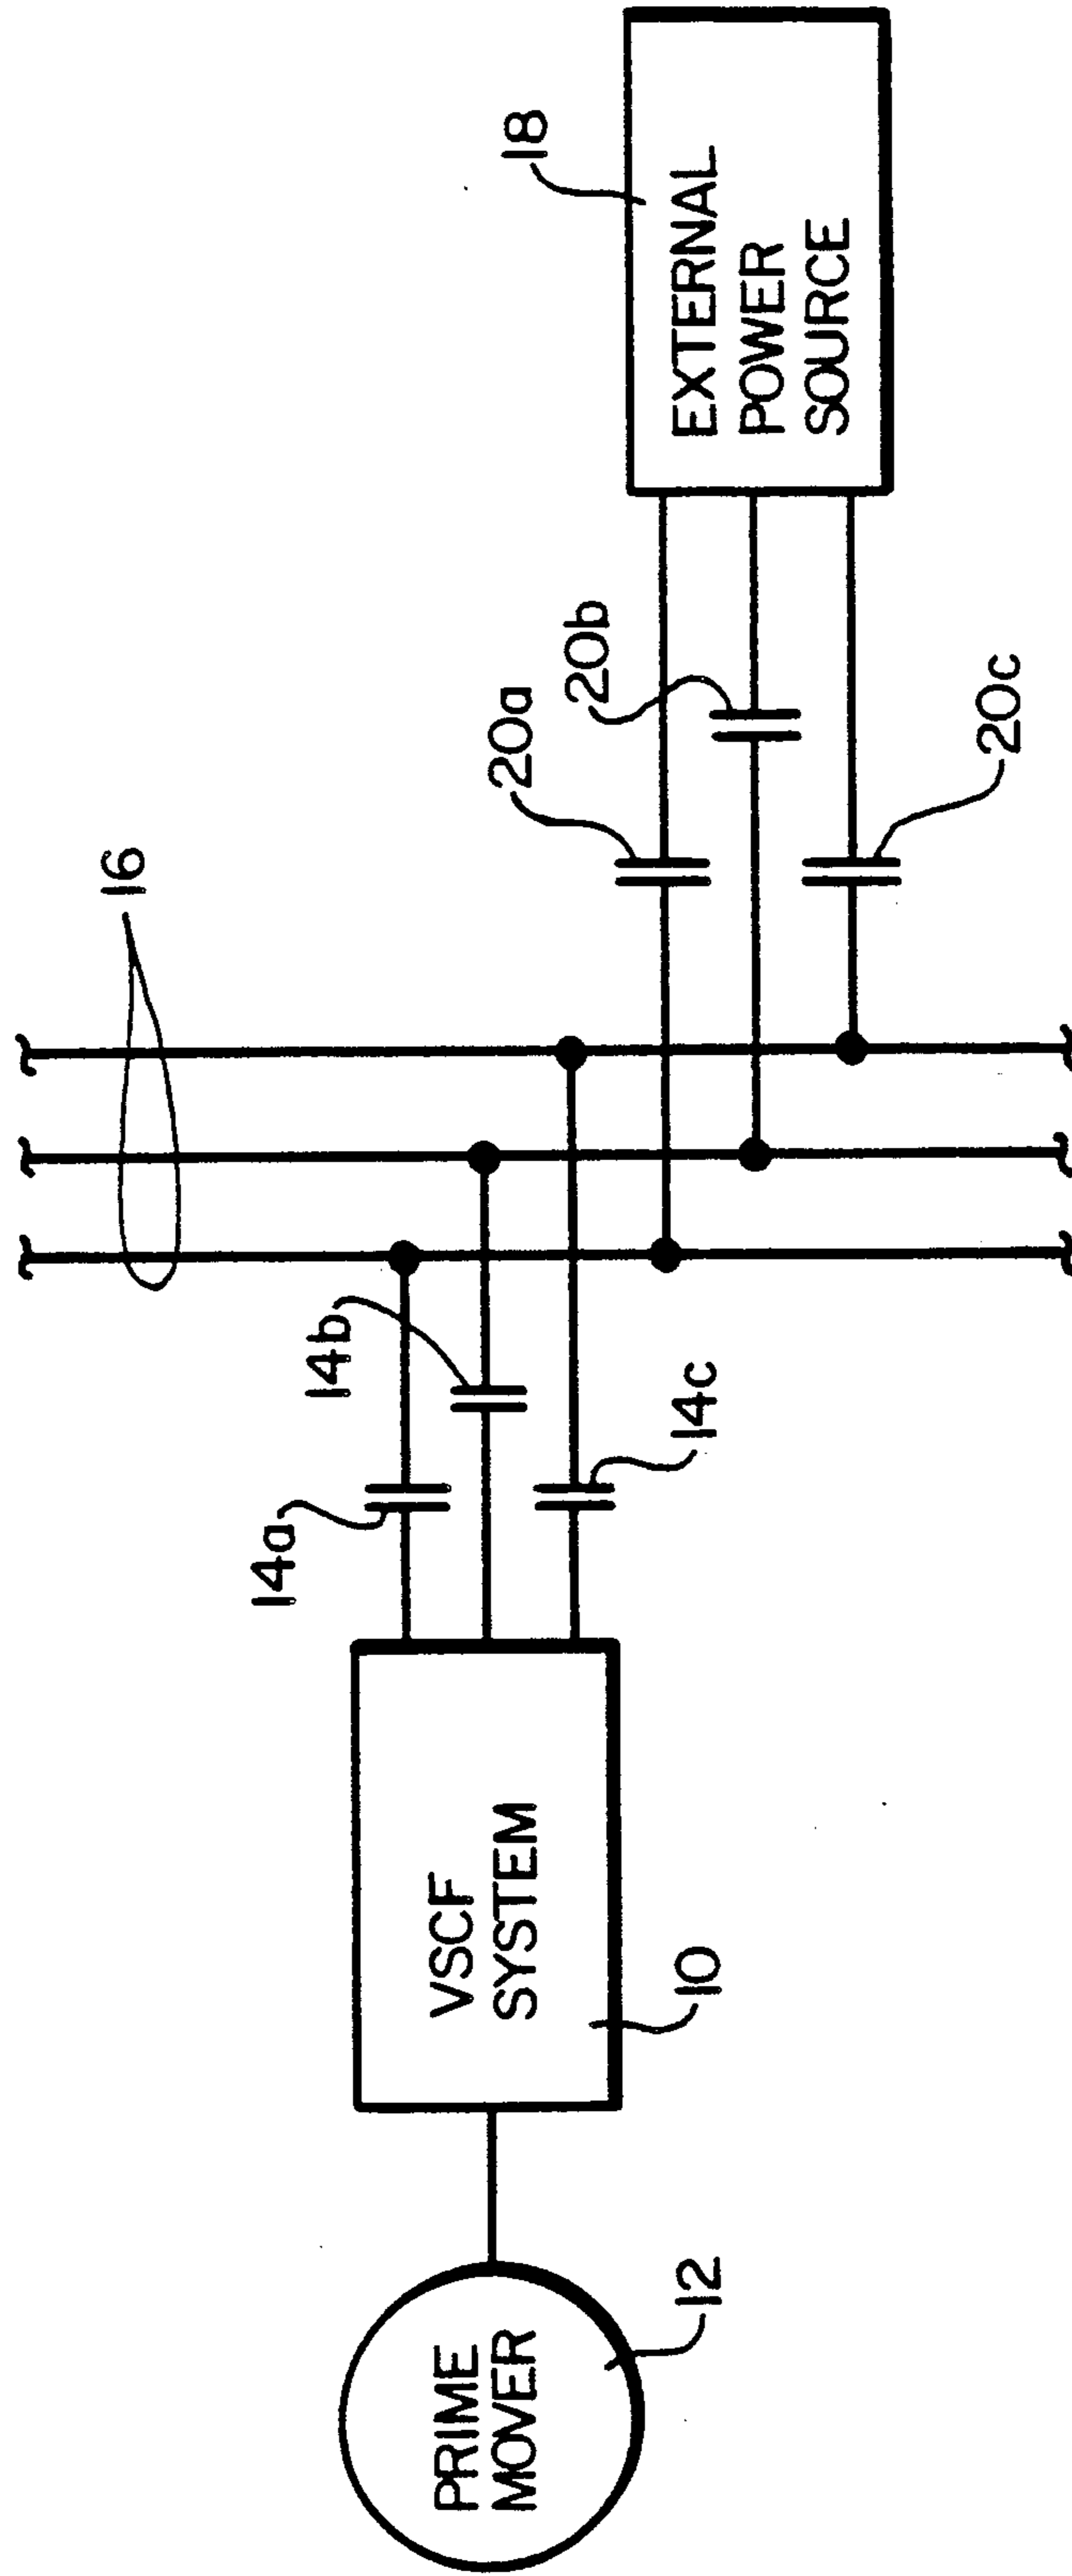 PRIME
MOVER
12
VSCF
SYSTEM
10
14a
14b
14c
16
20a
20b
20c
EXTERNAL
POWER
SOURCE
18